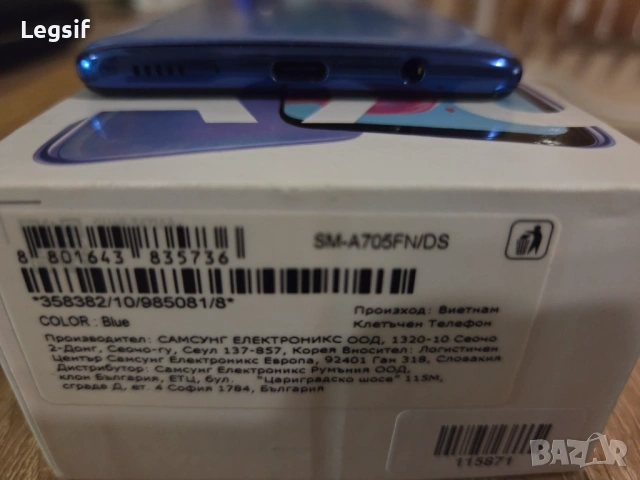 Legsif
SM-A705FN/DS
8 801643 835736
*358382/10/985081/8*
COLOR : Blue
Произход: Виетнам
Клетъчен Телефон
Производител: САМСУНГ ЕЛЕКТРОНИКС ООД, 1320-10 Сеочо
2-Донг, Сеочо-гу, Сеул 137-857, Корея Вносител: Логистичен
Център Самсунг Електроникс Европа, 92401 Ган 318, Словакия
Дистрибутор: Самсунг Електроникс Румъния ООД,
клон България, ЕТЦ, бул. "Цариградско шосе" 115М,
сграда Д, ет. 4 София 1784, България
115871
BAZAR